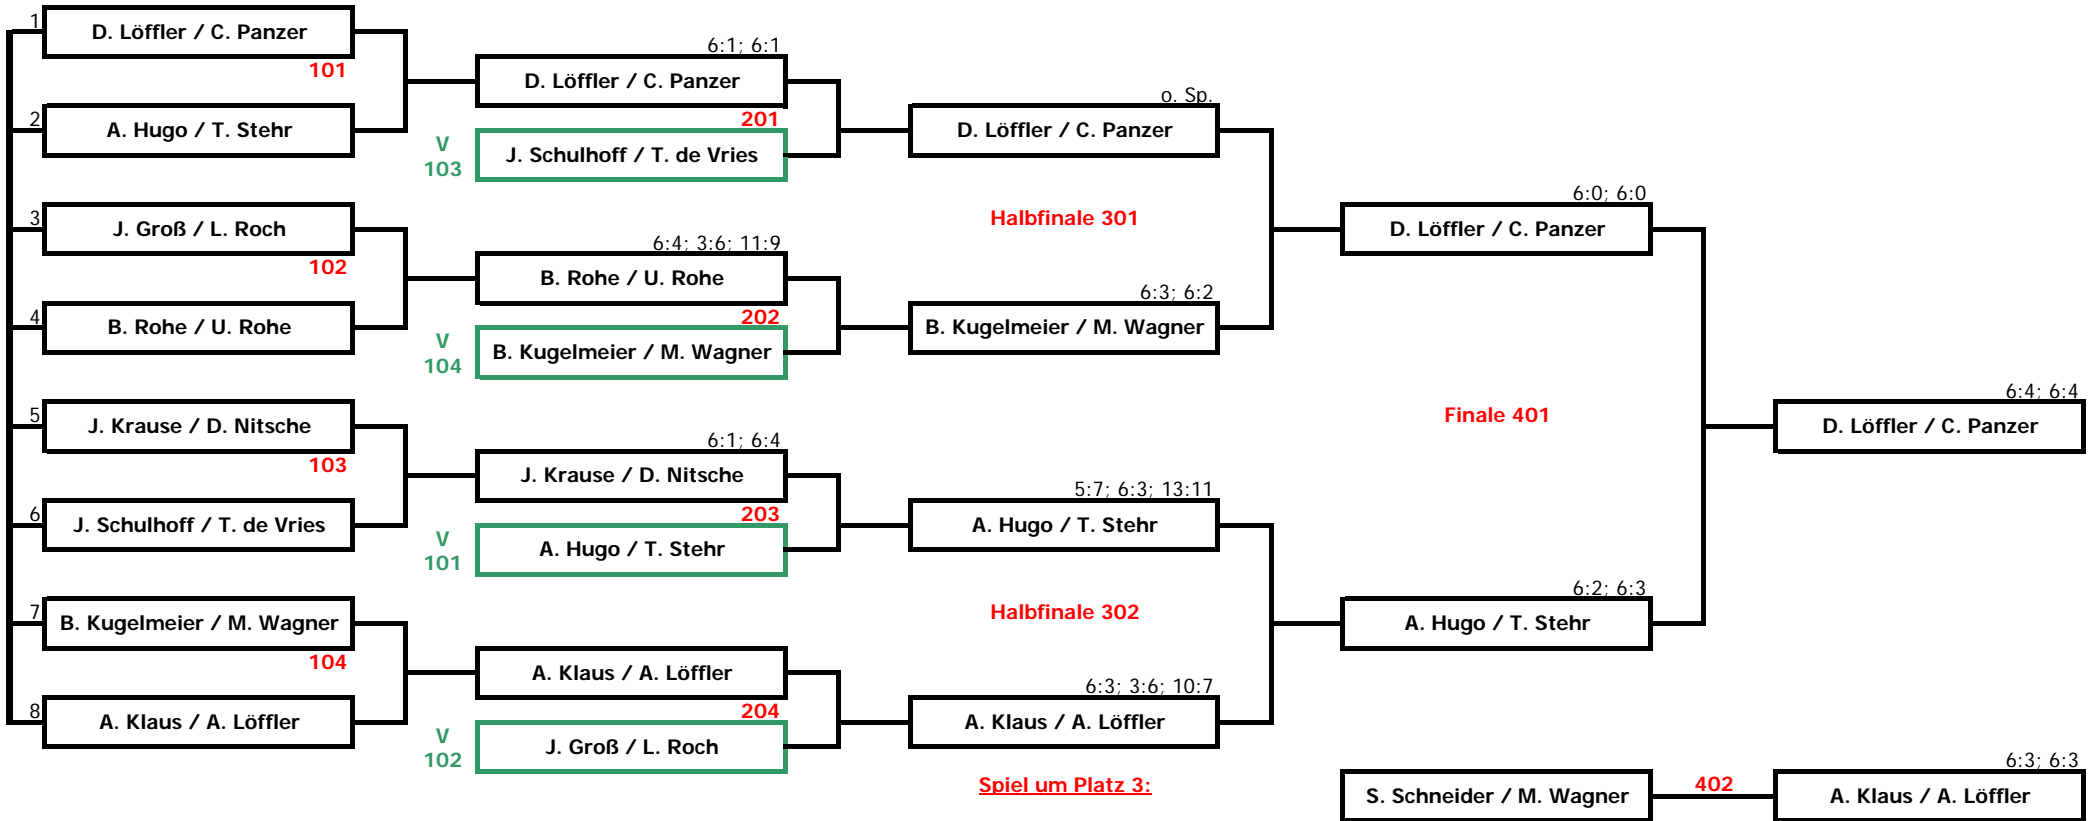 1
D. Löffler / C. Panzer
101
2
A. Hugo / T. Stehr
3
J. Groß / L. Roch
102
4
B. Rohe / U. Rohe
5
J. Krause / D. Nitsche
103
6
J. Schulhoff / T. de Vries
7
B. Kugelmeier / M. Wagner
104
8
A. Klaus / A. Löffler
6:1; 6:1
D. Löffler / C. Panzer
201
V
103
J. Schulhoff / T. de Vries
6:4; 3:6; 11:9
B. Rohe / U. Rohe
202
V
104
B. Kugelmeier / M. Wagner
6:1; 6:4
J. Krause / D. Nitsche
203
V
101
A. Hugo / T. Stehr
A. Klaus / A. Löffler
204
V
102
J. Groß / L. Roch
o. Sp.
D. Löffler / C. Panzer
Halbfinale 301
6:3; 6:2
B. Kugelmeier / M. Wagner
5:7; 6:3; 13:11
A. Hugo / T. Stehr
Halbfinale 302
6:3; 3:6; 10:7
A. Klaus / A. Löffler
6:0; 6:0
D. Löffler / C. Panzer
Finale 401
6:2; 6:3
A. Hugo / T. Stehr
6:4; 6:4
D. Löffler / C. Panzer
Spiel um Platz 3:
S. Schneider / M. Wagner
402
6:3; 6:3
A. Klaus / A. Löffler